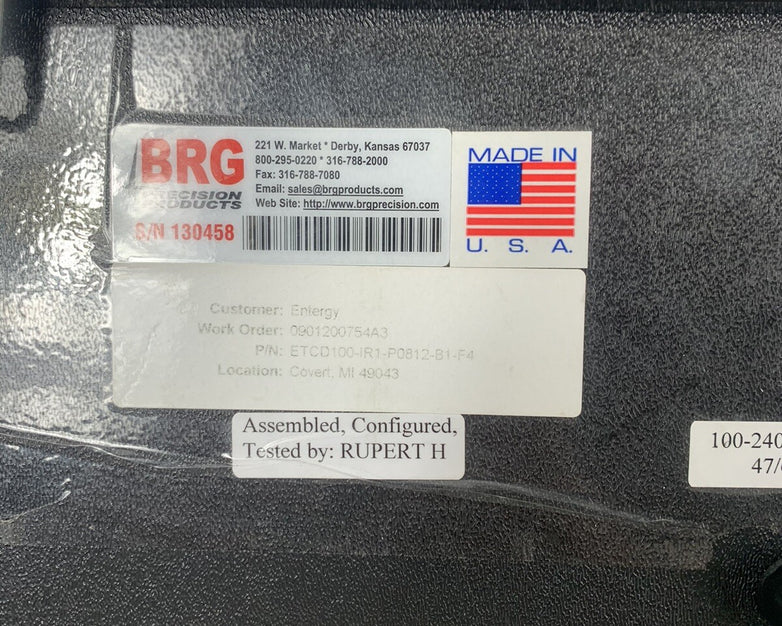 BRG
PRECISION
PRODUCTS
221 W. Market * Derby, Kansas 67037
800-295-0220 * 316-788-2000
Fax: 316-788-7080
Email: sales@brgproducts.com
Web Site: http://www.brgprecision.com
S/N 130458
MADE IN
U. S. A.
Customer: Entergy
Work Order: 0901200754A3
P/N: ETCD100-IR1-P0812-B1-F4
Location: Covert, MI 49043
Assembled, Configured,
Tested by: RUPERT H
100-240
47/